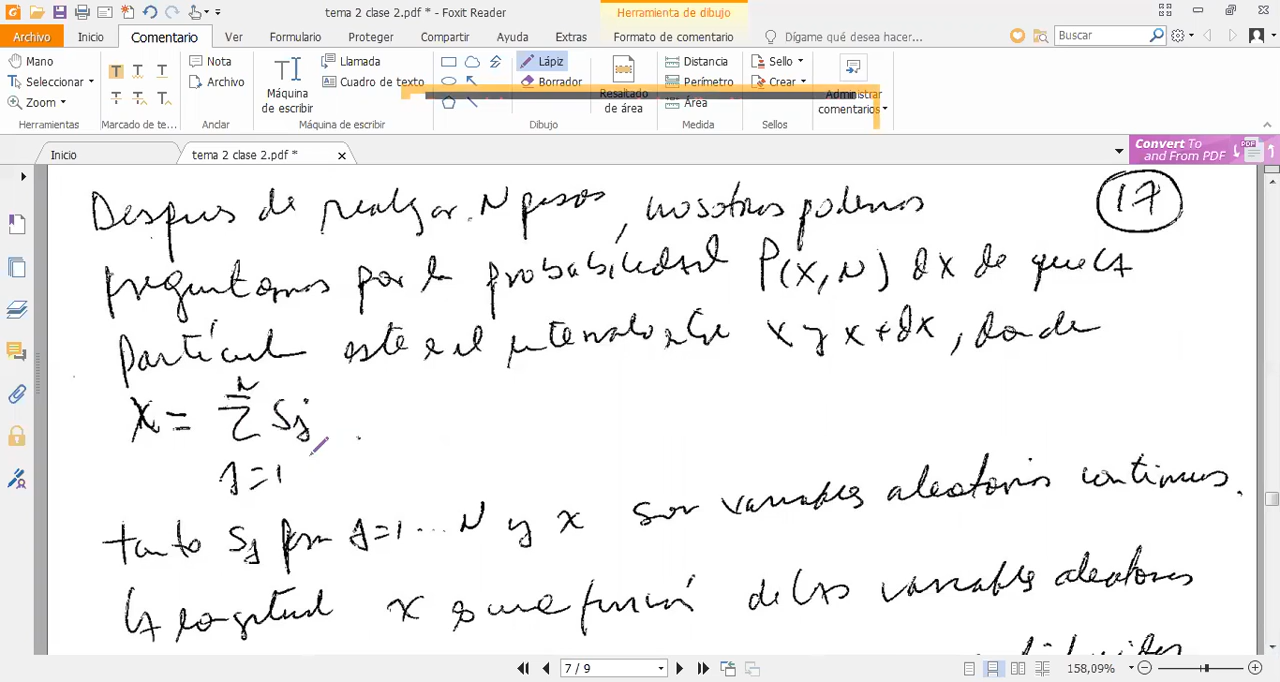 tema 2 clase 2.pdf * - Foxit Reader
Herramienta de dibujo
Archivo Inicio Comentario Ver Formulario Proteger Compartir Ayuda Extras Formato de comentario Dígame qué desea hacer... Buscar
Mano
Seleccionar
Zoom
Herramientas
Marcado de te...
Nota
Archivo
Anclar
Máquina de escribir
Llamada
Cuadro de texto
Máquina de escribir
Lápiz
Borrador
Resaltado de área
Dibujo
Distancia
Perímetro
Área
Medida
Sello
Crear
Sellos
Administrar comentarios
Inicio
tema 2 clase 2.pdf *
Convert To
and From PDF
PDF
Despues de realizar N pasos, nosotros podemos
17
preguntarnos por la probabilidad P(x,N) dx de que la
Partícula este en el intervalo entre x y x+dx, donde
N
x = Σ Sj
j=1
tanto Sj para j=1 ... N y x son variables aleatorias continuas.
La longitud x es una función de las variables aleatorias
7 / 9
158,09%